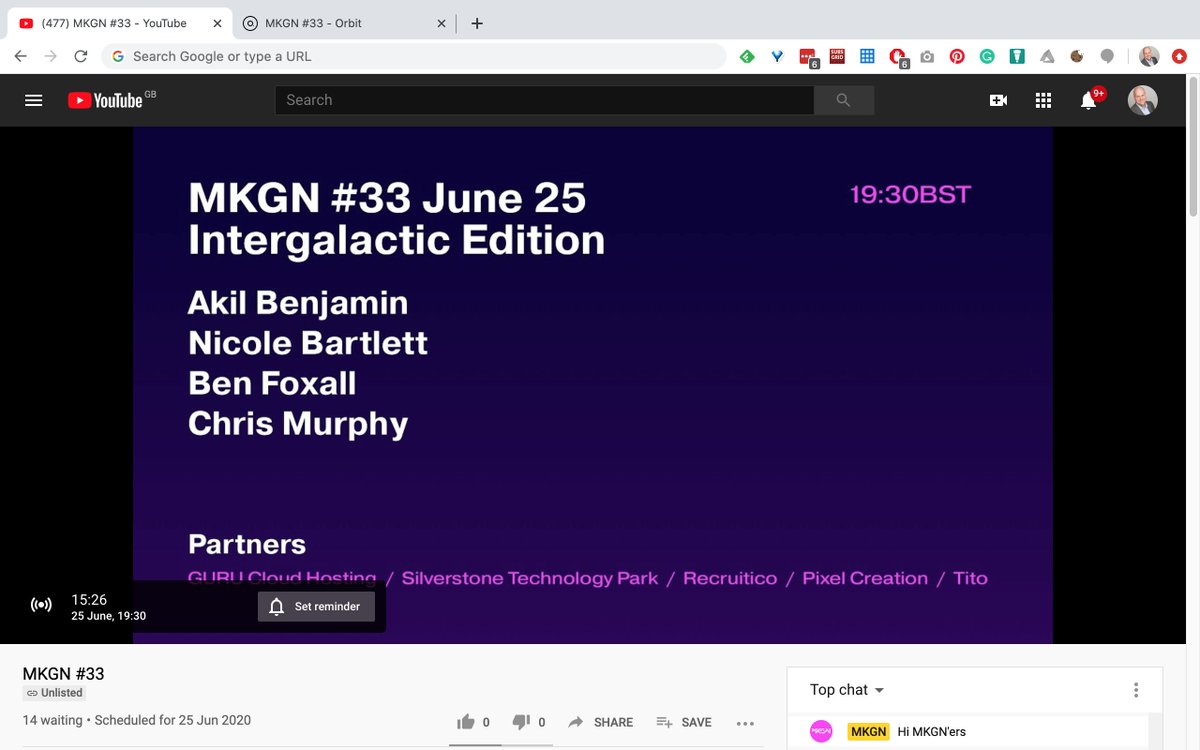 (477) MKGN #33 - YouTube
MKGN #33 - Orbit
Search Google or type a URL
6
SUBS GRID
6
YouTube GB
Search
9+
MKGN #33 June 25
19:30BST
Intergalactic Edition
Akil Benjamin
Nicole Bartlett
Ben Foxall
Chris Murphy
Partners
GURU Cloud Hosting / Silverstone Technology Park / Recruitico / Pixel Creation / Tito
15:26
25 June, 19:30
Set reminder
MKGN #33
Unlisted
14 waiting • Scheduled for 25 Jun 2020
0
0
SHARE
SAVE
Top chat
MKGN Hi MKGN'ers